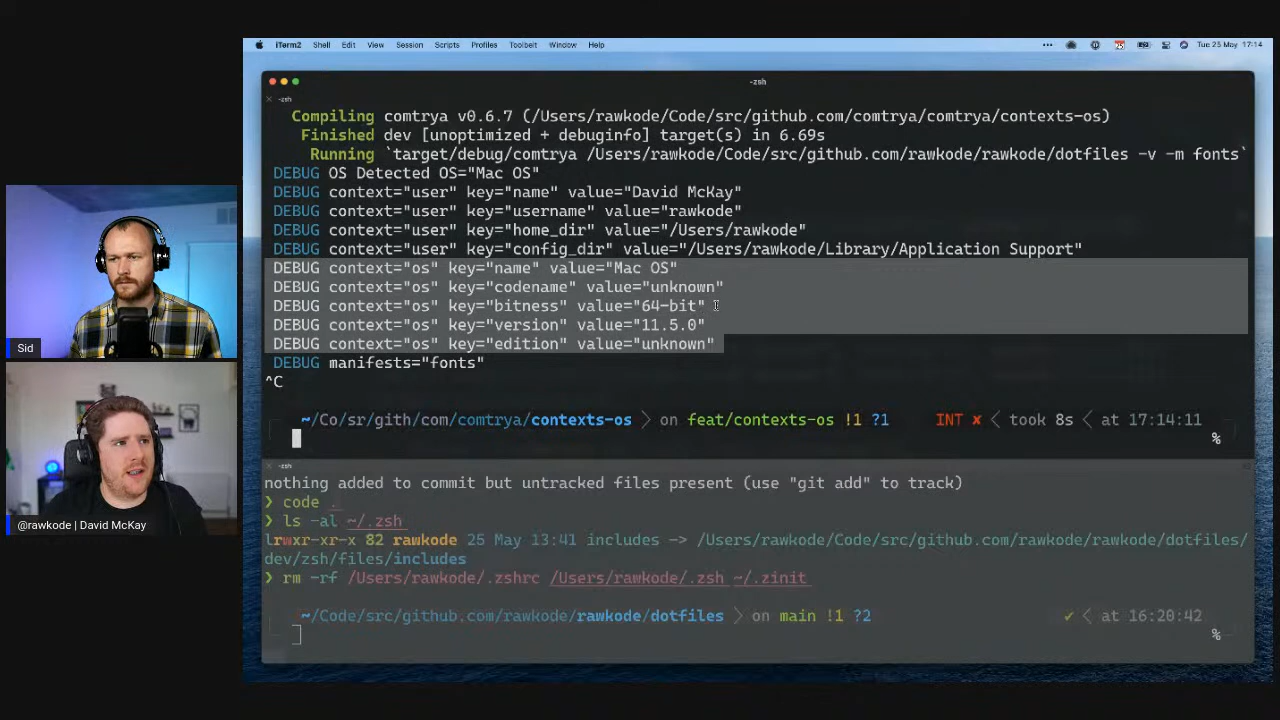 iTerm2 Shell Edit View Session Scripts Profiles Toolbelt Window Help
Tue 25 May 17:14
-zsh
-zsh
Compiling comtrya v0.6.7 (/Users/rawkode/Code/src/github.com/comtrya/comtrya/contexts-os)
Finished dev [unoptimized + debuginfo] target(s) in 6.69s
Running `target/debug/comtrya /Users/rawkode/Code/src/github.com/rawkode/rawkode/dotfiles -v -m fonts`
DEBUG OS Detected OS="Mac OS"
DEBUG context="user" key="name" value="David McKay"
DEBUG context="user" key="username" value="rawkode"
DEBUG context="user" key="home_dir" value="/Users/rawkode"
DEBUG context="user" key="config_dir" value="/Users/rawkode/Library/Application Support"
DEBUG context="os" key="name" value="Mac OS"
DEBUG context="os" key="codename" value="unknown"
DEBUG context="os" key="bitness" value="64-bit"
DEBUG context="os" key="version" value="11.5.0"
DEBUG context="os" key="edition" value="unknown"
DEBUG manifests="fonts"
^C
~/Co/sr/gith/com/comtrya/contexts-os 〉 on feat/contexts-os !1 ?1 INT ✘ 〈 took 8s 〈 at 17:14:11
%
-zsh
nothing added to commit but untracked files present (use "git add" to track)
❯ code .
❯ ls -al ~/.zsh
lrwxr-xr-x 82 rawkode 25 May 13:41 includes -> /Users/rawkode/Code/src/github.com/rawkode/rawkode/dotfiles/
dev/zsh/files/includes
❯ rm -rf /Users/rawkode/.zshrc /Users/rawkode/.zsh ~/.zinit
~/Code/src/github.com/rawkode/rawkode/dotfiles 〉 on main !1 ?2 ✓ 〈 at 16:20:42
%
Sid
@rawkode | David McKay